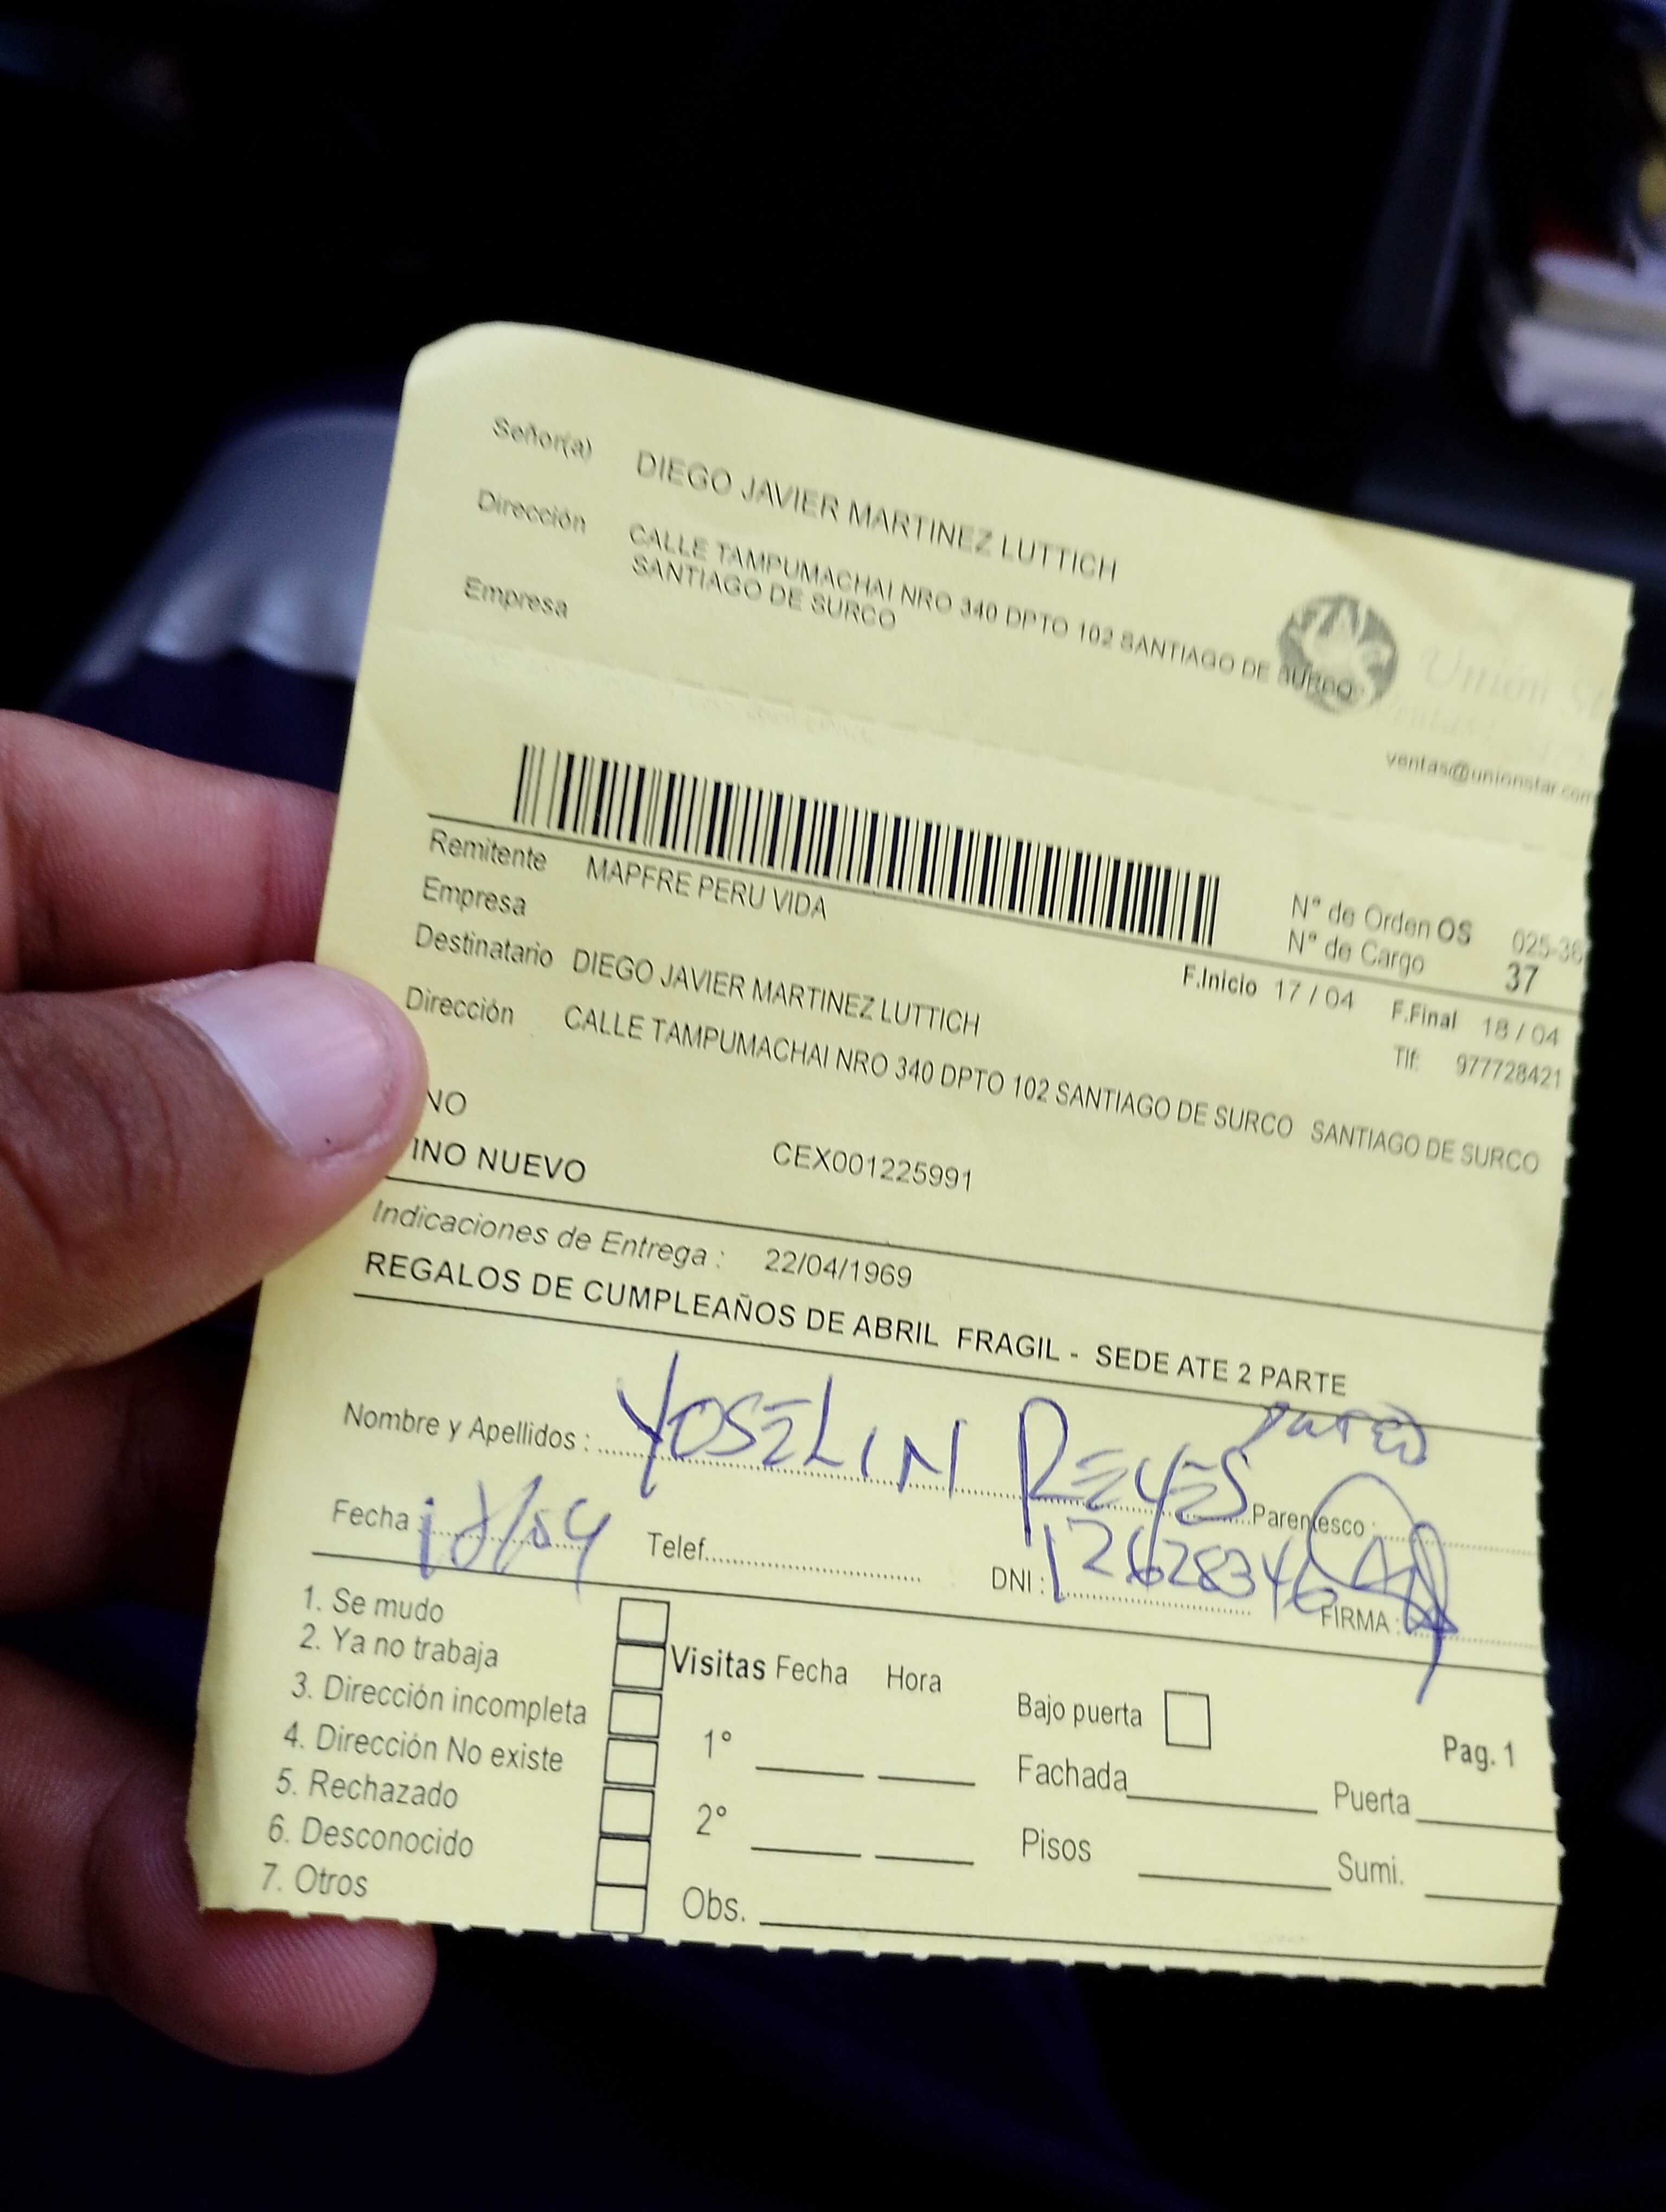 Señor(a) DIEGO JAVIER MARTINEZ LUTTICH
Dirección CALLE TAMPUMACHAI NRO 340 DPTO 102 SANTIAGO DE SURCO
SANTIAGO DE SURCO
Empresa
Unión
ventas@unionstar.com
Remitente MAPFRE PERU VIDA
Nº de Orden OS 025-36
Empresa
Nº de Cargo 37
Destinatario DIEGO JAVIER MARTINEZ LUTTICH
F.Inicio 17 / 04 F.Final 18 / 04
Dirección CALLE TAMPUMACHAI NRO 340 DPTO 102 SANTIAGO DE SURCO SANTIAGO DE SURCO
Tlf: 977728421
NO
INO NUEVO CEX001225991
Indicaciones de Entrega : 22/04/1969
REGALOS DE CUMPLEAÑOS DE ABRIL FRAGIL - SEDE ATE 2 PARTE
Nombre y Apellidos : YOSELIN REYES Parentesco :
Fecha : Telef. DNI : FIRMA :
1. Se mudo
2. Ya no trabaja
3. Dirección incompleta
4. Dirección No existe
5. Rechazado
6. Desconocido
7. Otros
Visitas Fecha Hora
1°
2°
Obs.
Bajo puerta
Fachada Puerta
Pisos Sumi.
Pag. 1